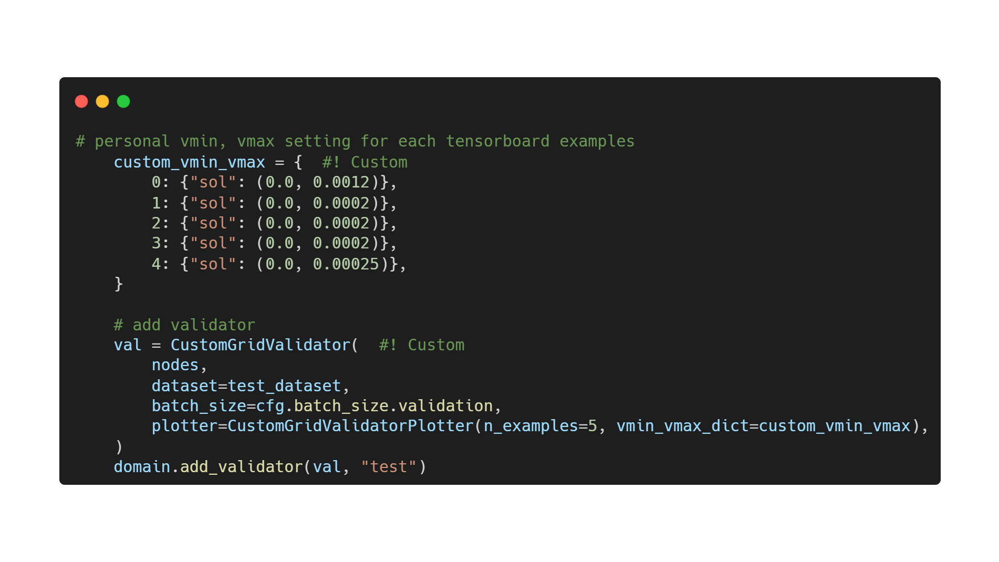 # personal vmin, vmax setting for each tensorboard examples
    custom_vmin_vmax = {  #! Custom
        0: {"sol": (0.0, 0.0012)},
        1: {"sol": (0.0, 0.0002)},
        2: {"sol": (0.0, 0.0002)},
        3: {"sol": (0.0, 0.0002)},
        4: {"sol": (0.0, 0.00025)},
    }

    # add validator
    val = CustomGridValidator(  #! Custom
        nodes,
        dataset=test_dataset,
        batch_size=cfg.batch_size.validation,
        plotter=CustomGridValidatorPlotter(n_examples=5, vmin_vmax_dict=custom_vmin_vmax),
    )
    domain.add_validator(val, "test")